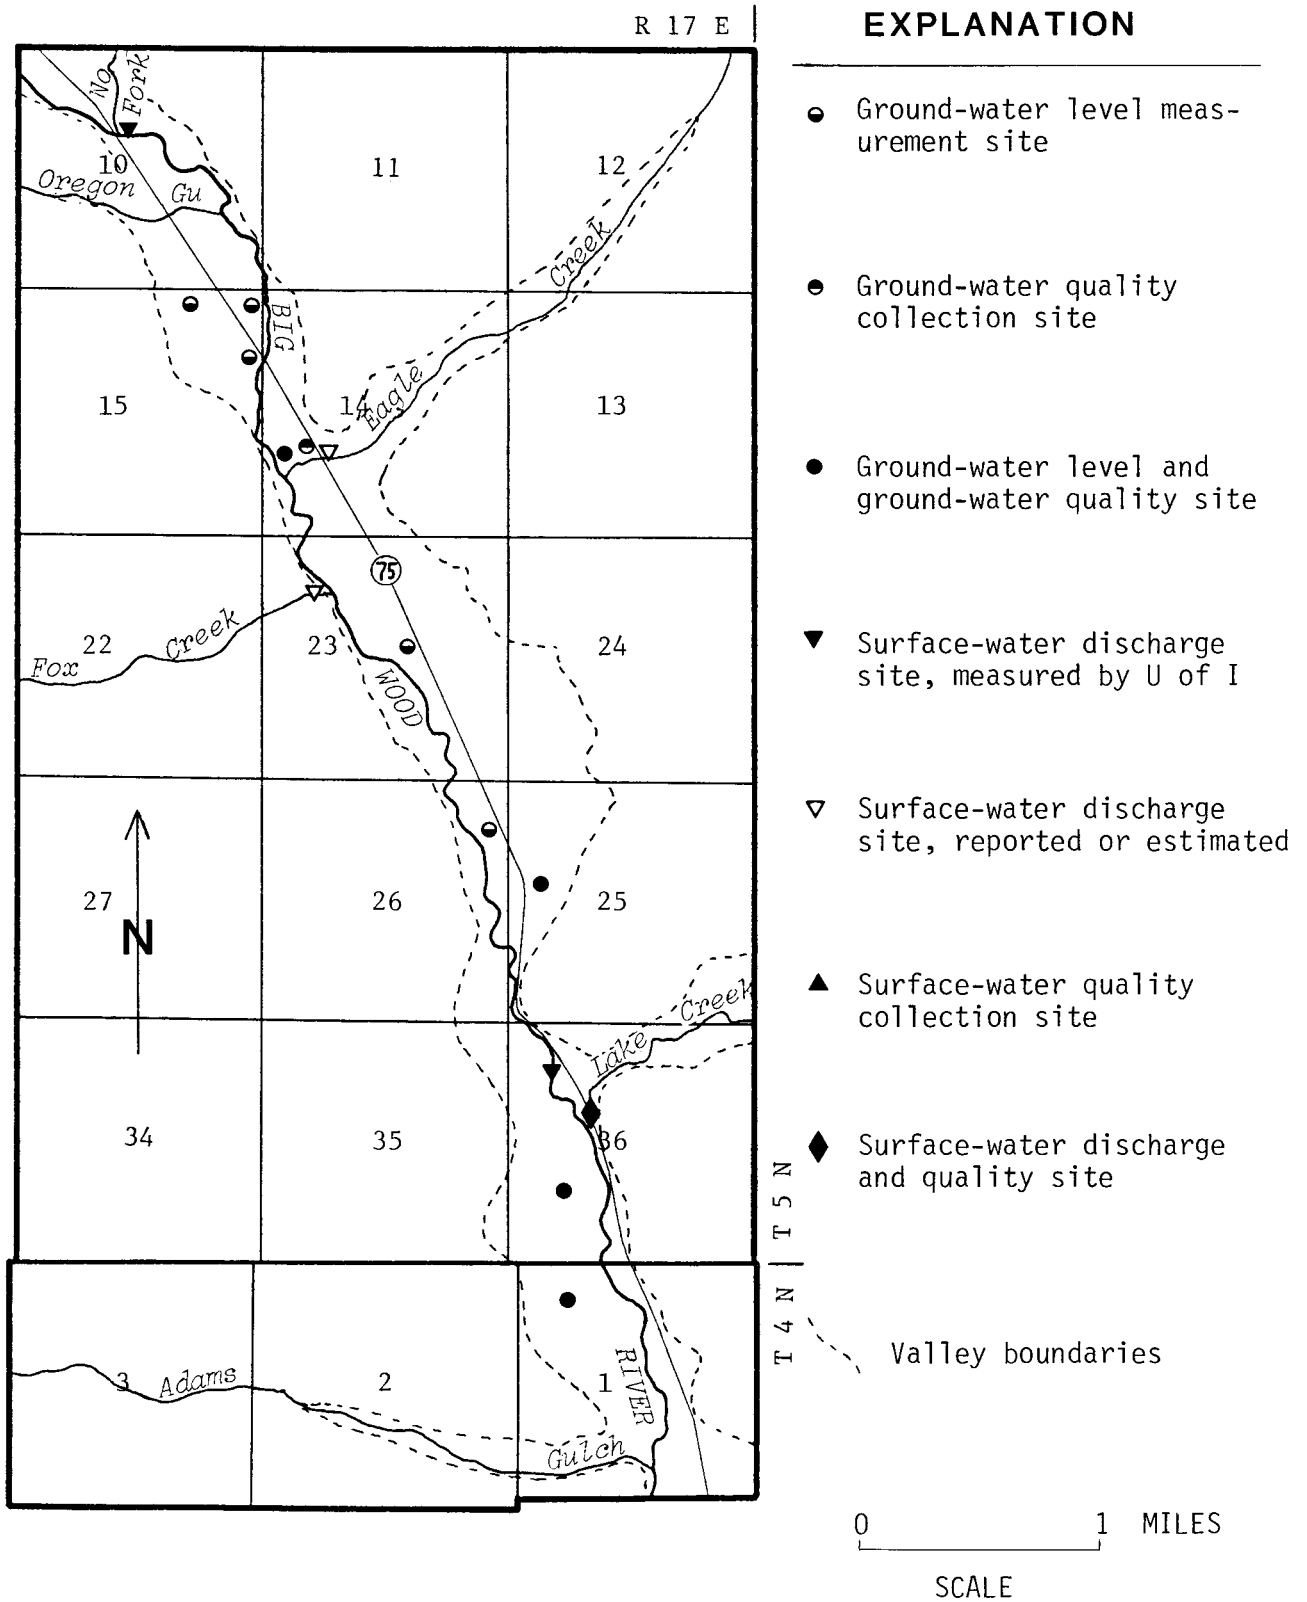 R 17 E
EXPLANATION
Ground-water level meas-
urement site
Ground-water quality
collection site
Ground-water level and
ground-water quality site
Surface-water discharge
site, measured by U of I
Surface-water discharge
site, reported or estimated
Surface-water quality
collection site
Surface-water discharge
and quality site
Valley boundaries
0 1 MILES
SCALE
T 5 N
T 4 N
No
Fork
10
11
12
Oregon Gu
Creek
BIG
15
14
Eagle
13
75
22
Fox Creek
23
24
WOOD
27
N
26
25
Lake Creek
34
35
36
3
Adams
2
1
RIVER
Gulch